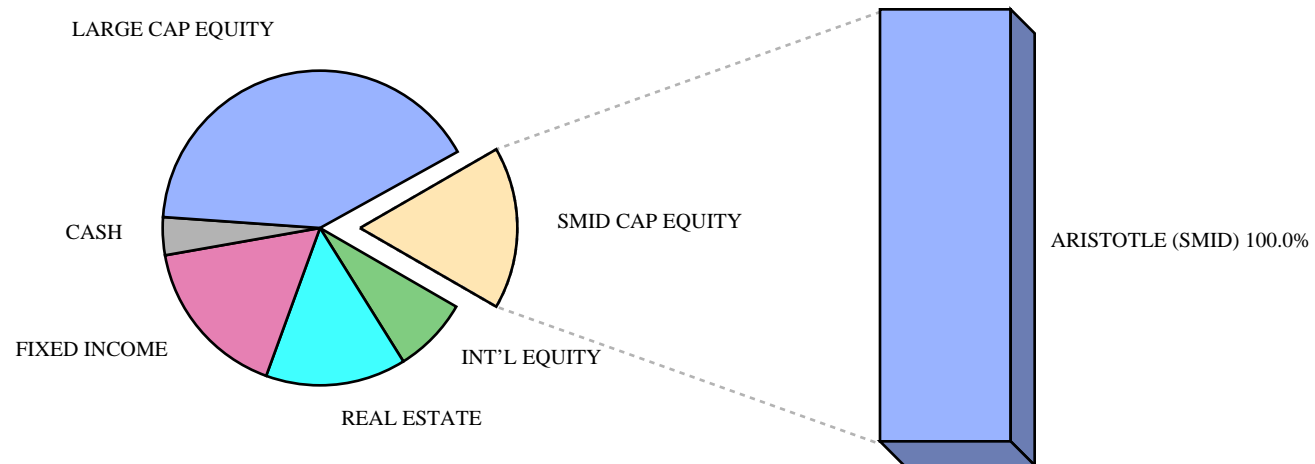 LARGE CAP EQUITY
SMID CAP EQUITY
CASH
ARISTOTLE (SMID) 100.0%
FIXED INCOME
INT'L EQUITY
REAL ESTATE